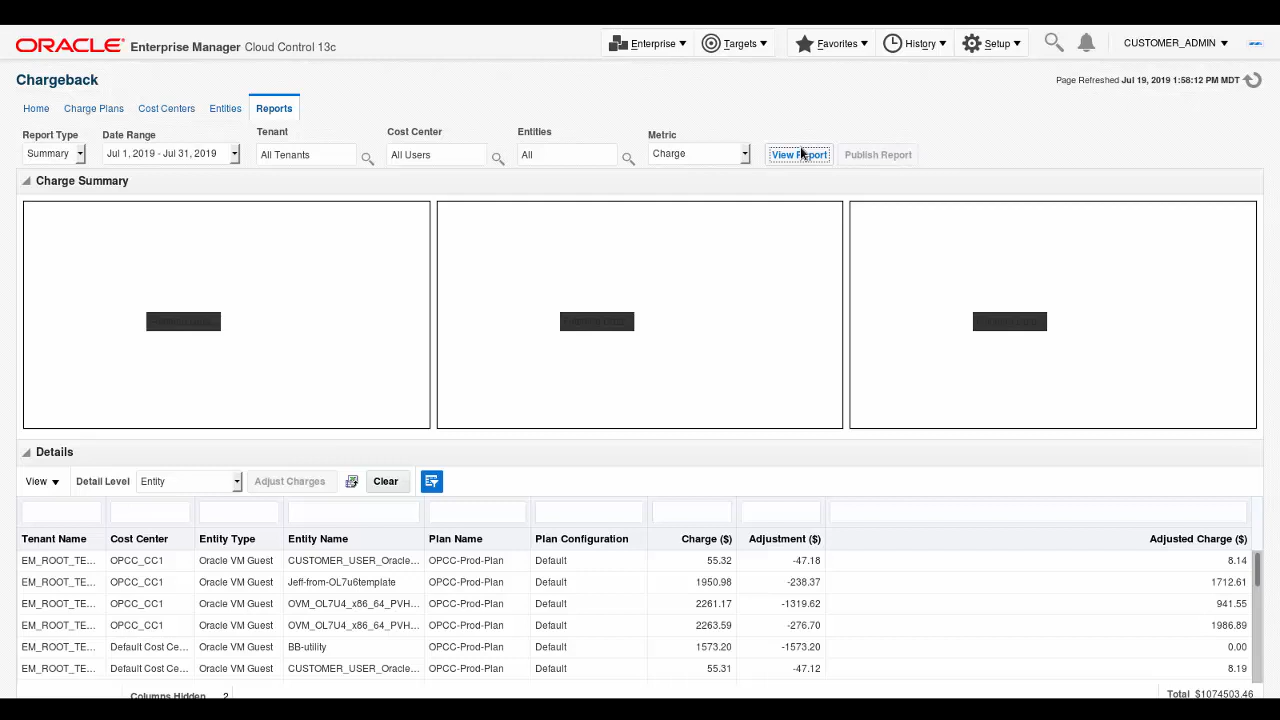 ORACLE Enterprise Manager Cloud Control 13c Enterprise Targets Favorites History Setup CUSTOMER_ADMIN
Chargeback
Page Refreshed Jul 19, 2019 1:58:12 PM MDT
Home Charge Plans Cost Centers Entities Reports
Report Type Date Range Tenant Cost Center Entities Metric
Summary Jul 1, 2019 - Jul 31, 2019 All Tenants All Users All Charge View Report Publish Report
Charge Summary
Details
View Detail Level Entity Adjust Charges Clear
Tenant Name Cost Center Entity Type Entity Name Plan Name Plan Configuration Charge ($) Adjustment ($) Adjusted Charge ($)
EM_ROOT_TE... OPCC_CC1 Oracle VM Guest CUSTOMER_USER_Oracle... OPCC-Prod-Plan Default 55.32 -47.18 8.14
EM_ROOT_TE... OPCC_CC1 Oracle VM Guest Jeff-from-OL7u6template OPCC-Prod-Plan Default 1950.98 -238.37 1712.61
EM_ROOT_TE... OPCC_CC1 Oracle VM Guest OVM_OL7U4_x86_64_PVH... OPCC-Prod-Plan Default 2261.17 -1319.62 941.55
EM_ROOT_TE... OPCC_CC1 Oracle VM Guest OVM_OL7U4_x86_64_PVH... OPCC-Prod-Plan Default 2263.59 -276.70 1986.89
EM_ROOT_TE... Default Cost Ce... Oracle VM Guest BB-utility OPCC-Prod-Plan Default 1573.20 -1573.20 0.00
EM_ROOT_TE... Default Cost Ce... Oracle VM Guest CUSTOMER_USER_Oracle... OPCC-Prod-Plan Default 55.31 -47.12 8.19
Columns Hidden 2 Total $1074503.46